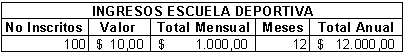 INGRESOS ESCUELA DEPORTIVA
No Inscritos Valor Total Mensual Meses Total Anual
100 $ 10,00 $ 1.000,00 12 $ 12.000,00